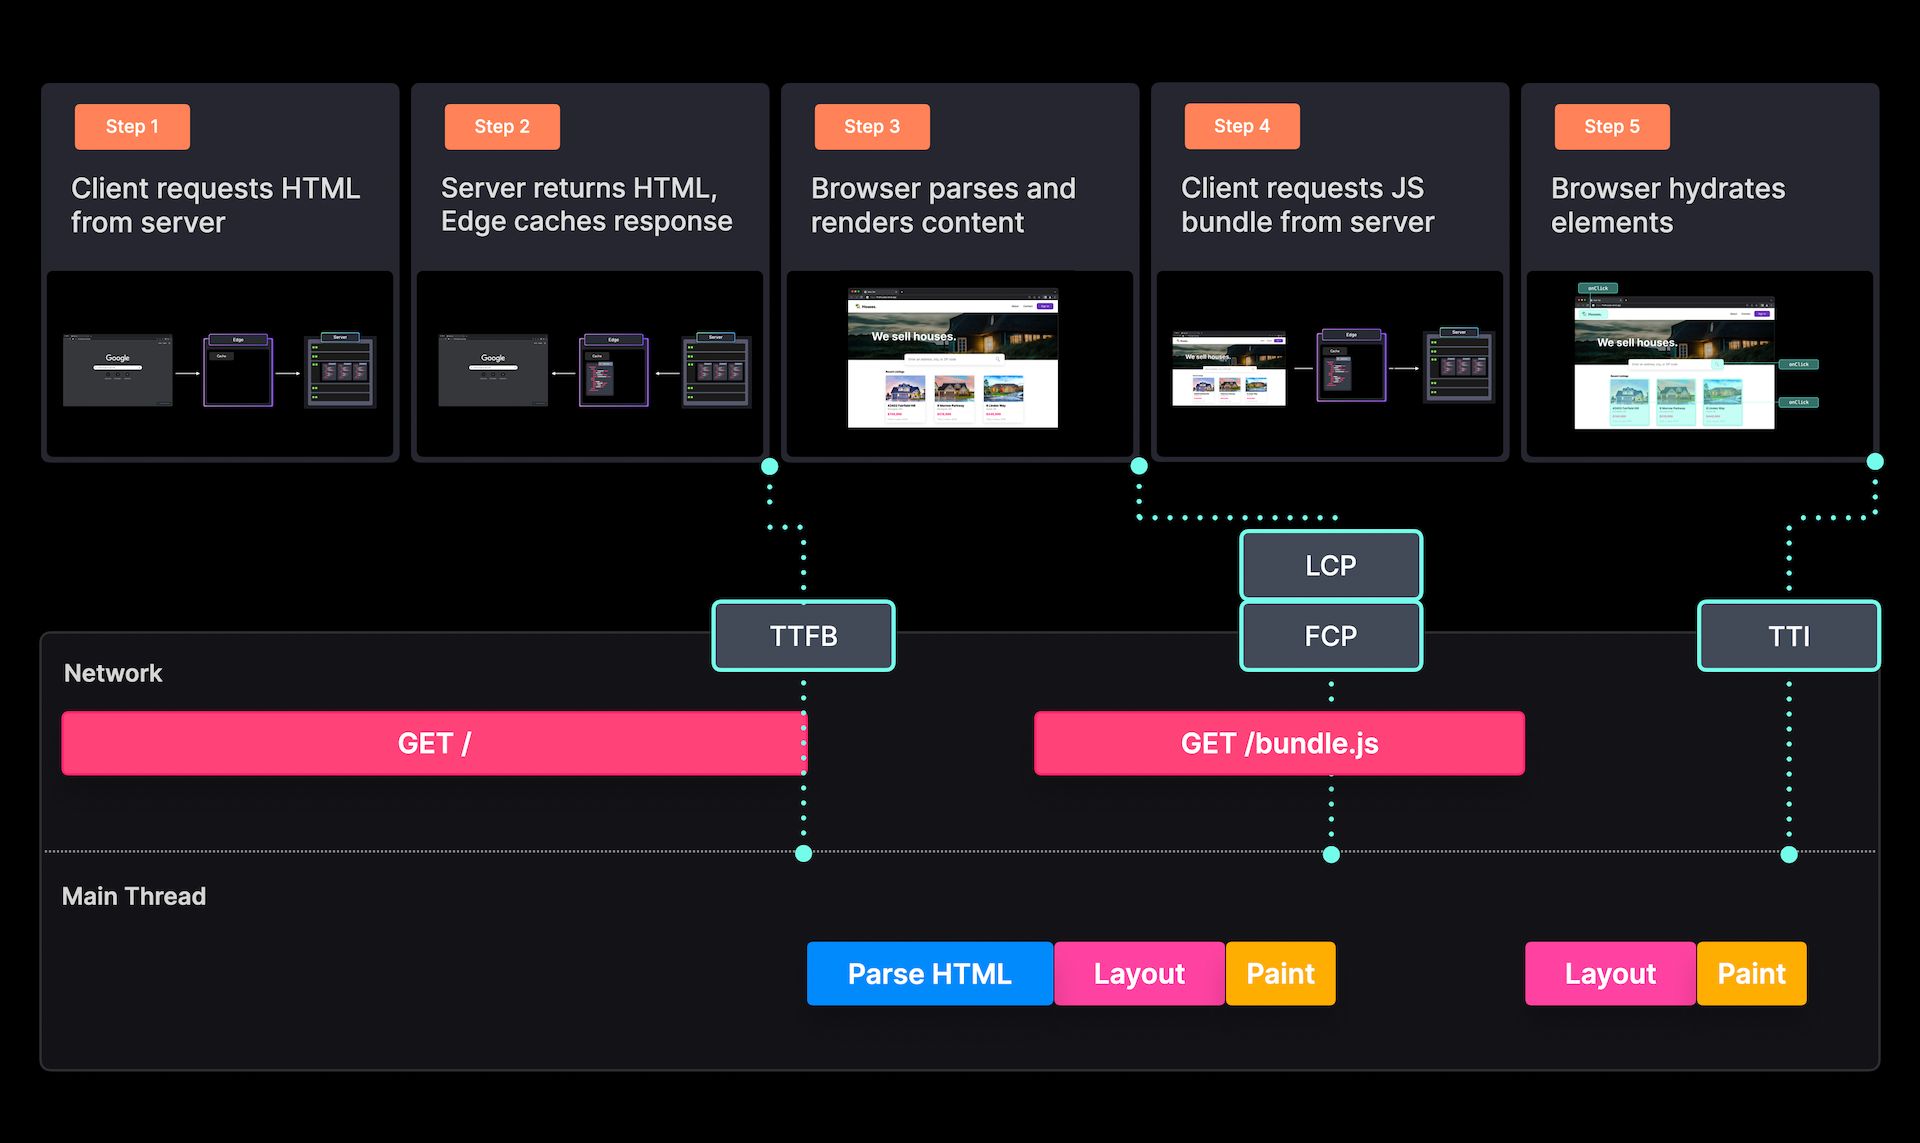 Step 1
Client requests HTML
from server
Google
Edge
Cache
Server
Step 2
Server returns HTML,
Edge caches response
Google
Edge
Cache
Server
Step 3
Browser parses and
renders content
Houses.
We sell houses.
Step 4
Client requests JS
bundle from server
We sell houses.
Edge
Cache
Server
Step 5
Browser hydrates
elements
onClick
Houses.
We sell houses.
onClick
onClick
LCP
TTFB
FCP
TTI
Network
GET /
GET /bundle.js
Main Thread
Parse HTML
Layout
Paint
Layout
Paint